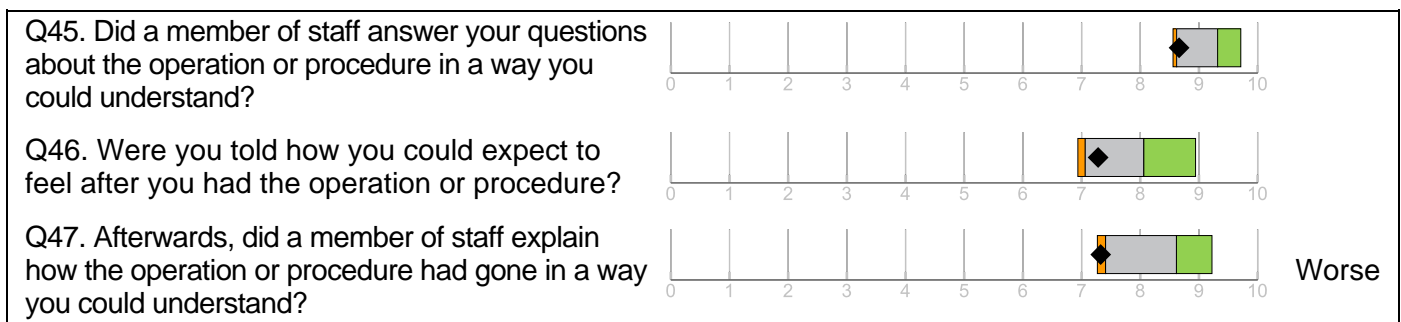 Q45. Did a member of staff answer your questions
about the operation or procedure in a way you
could understand?
0 1 2 3 4 5 6 7 8 9 10
Q46. Were you told how you could expect to
feel after you had the operation or procedure?
0 1 2 3 4 5 6 7 8 9 10
Q47. Afterwards, did a member of staff explain
how the operation or procedure had gone in a way
you could understand?
0 1 2 3 4 5 6 7 8 9 10
Worse